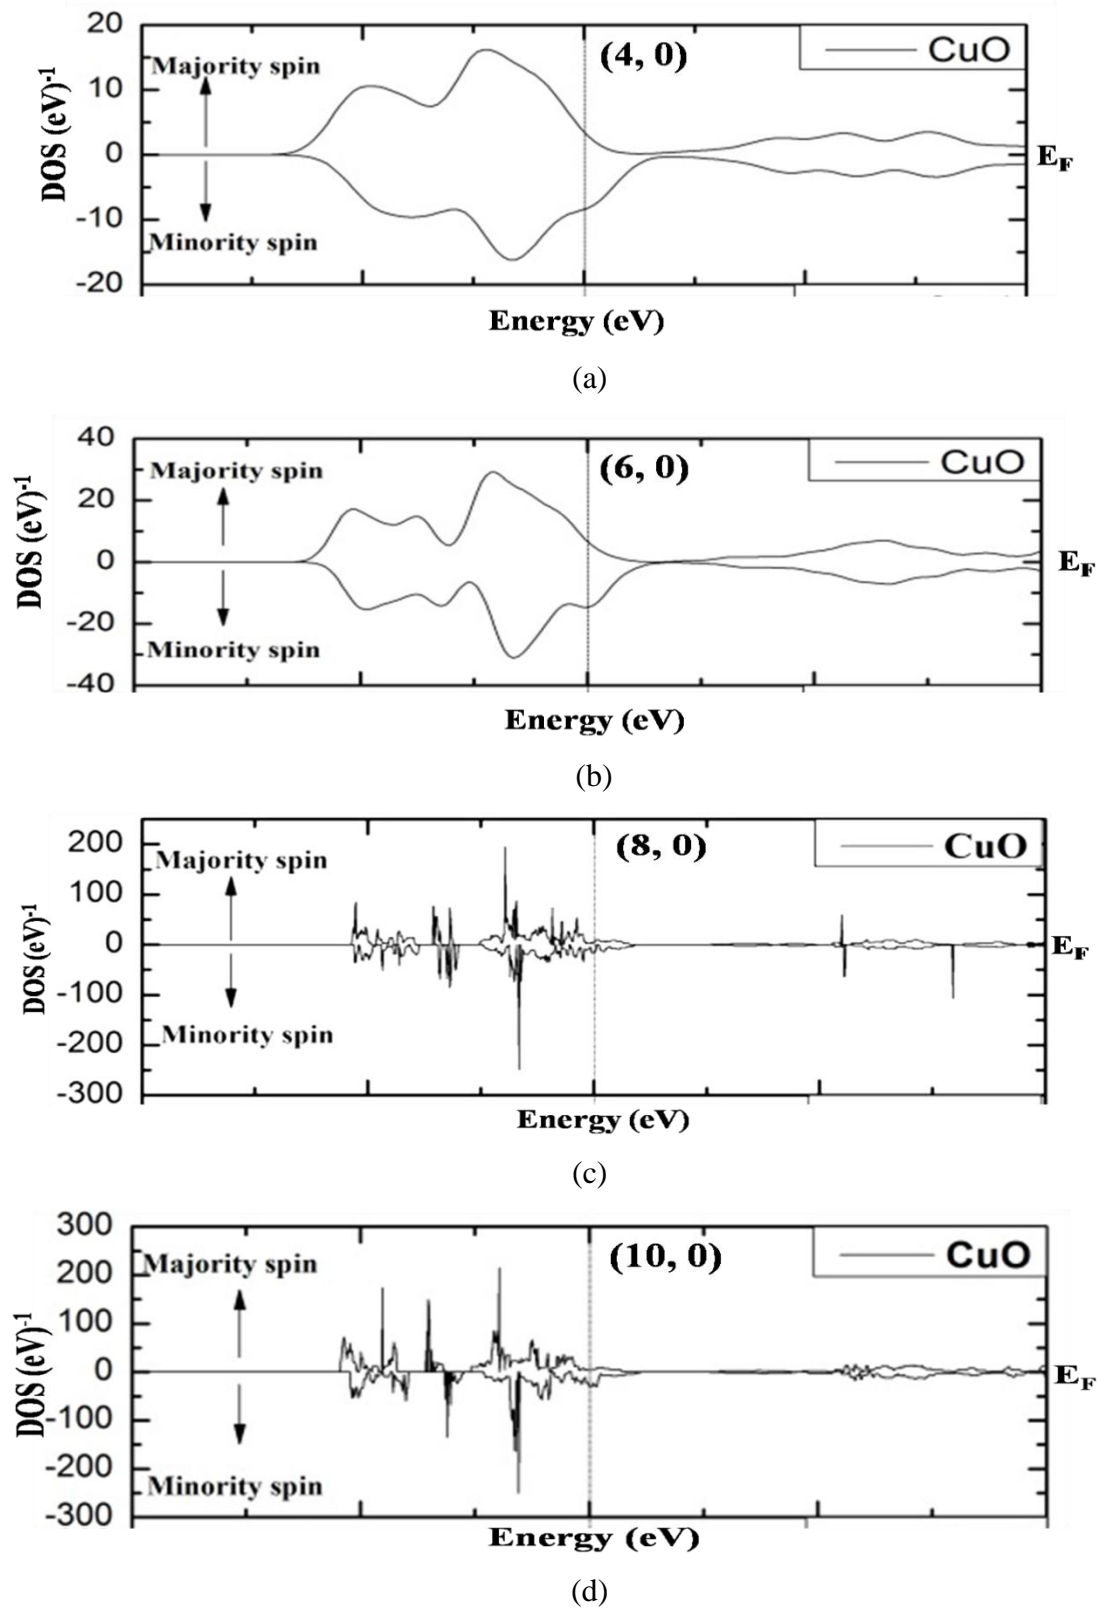 20
(4, 0)
CuO
Majority spin
10
DOS (eV)-1
0
EF
-10
Minority spin
-20
Energy (eV)
(a)
40
(6, 0)
CuO
Majority spin
20
DOS (eV)-1
0
EF
-20
Minority spin
-40
Energy (eV)
(b)
200
(8, 0)
CuO
Majority spin
100
DOS (eV)-1
0
EF
-100
Minority spin
-200
-300
Energy (eV)
(c)
300
(10, 0)
CuO
Majority spin
200
100
DOS (eV)-1
0
EF
-100
-200
Minority spin
-300
Energy (eV)
(d)